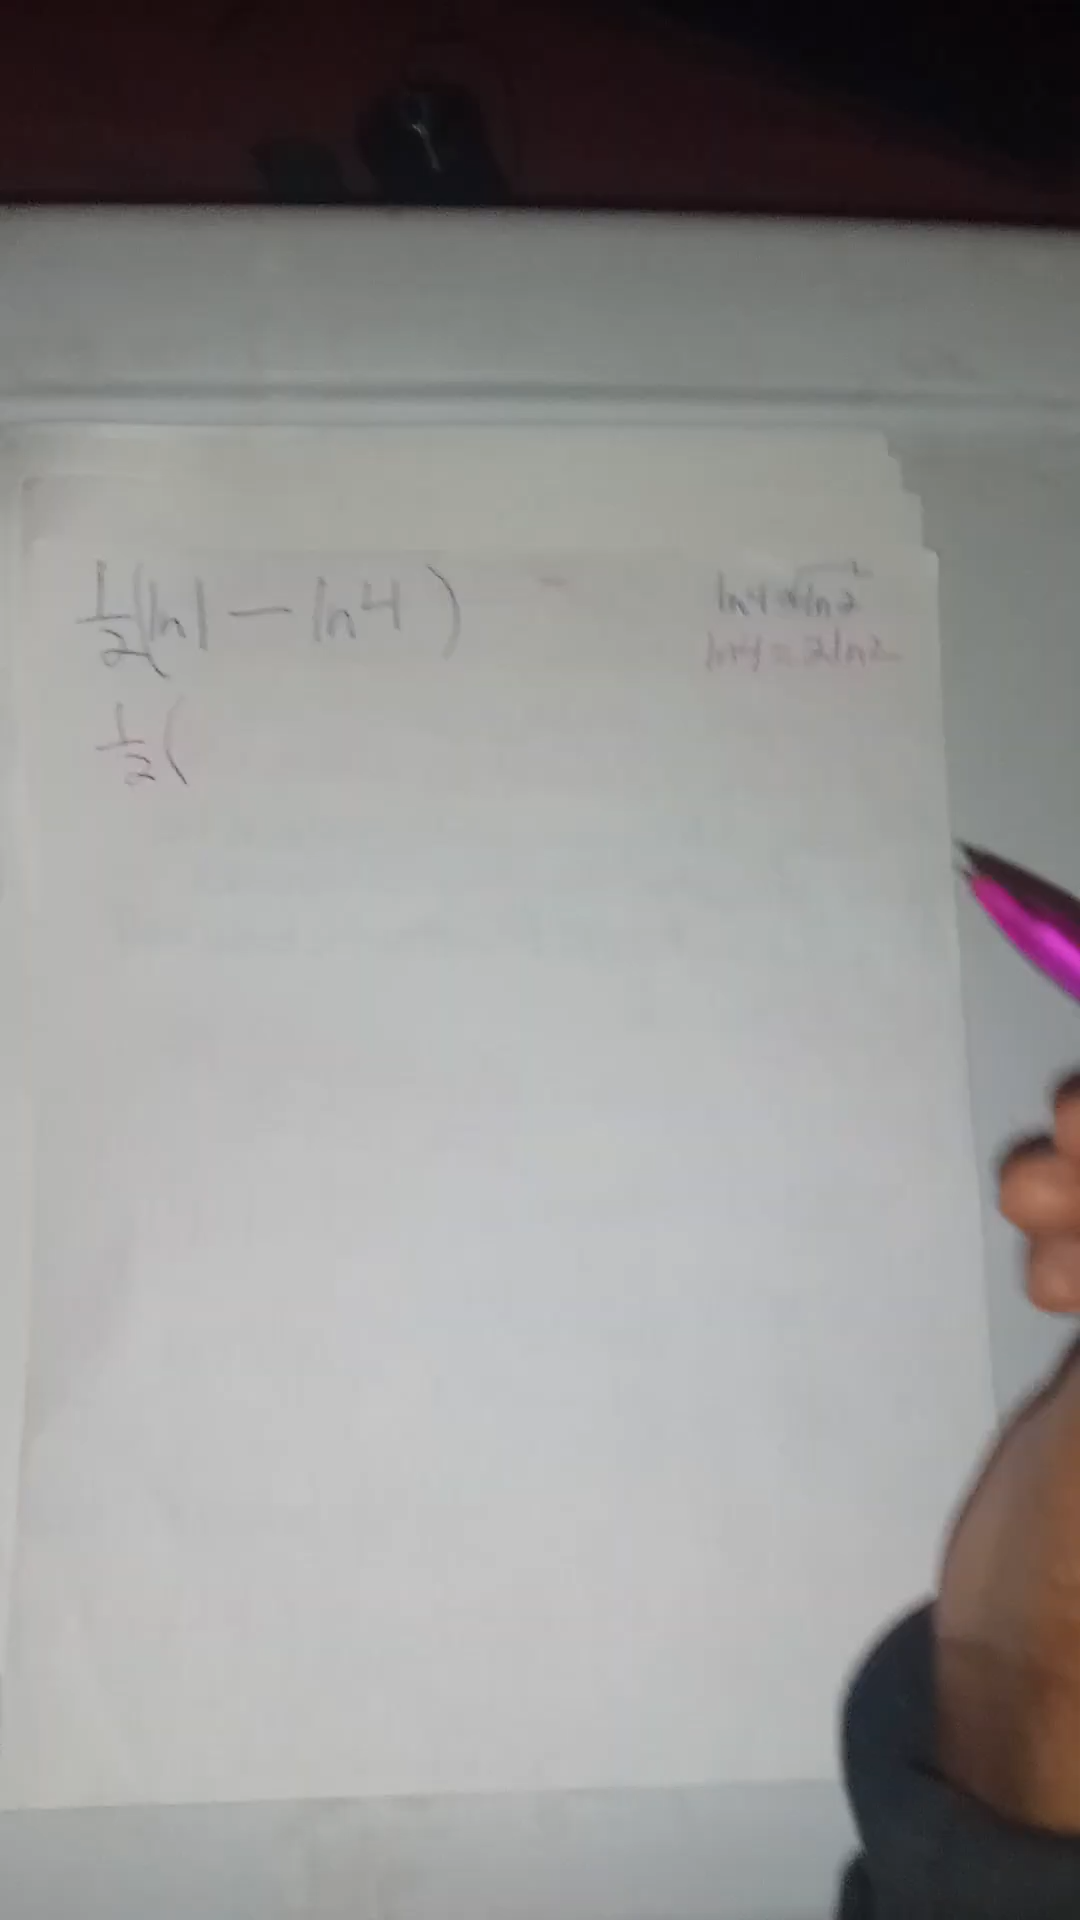 1/2(ln1 — ln4)
1/2(
ln4 = ln2²
ln4 = 2ln2